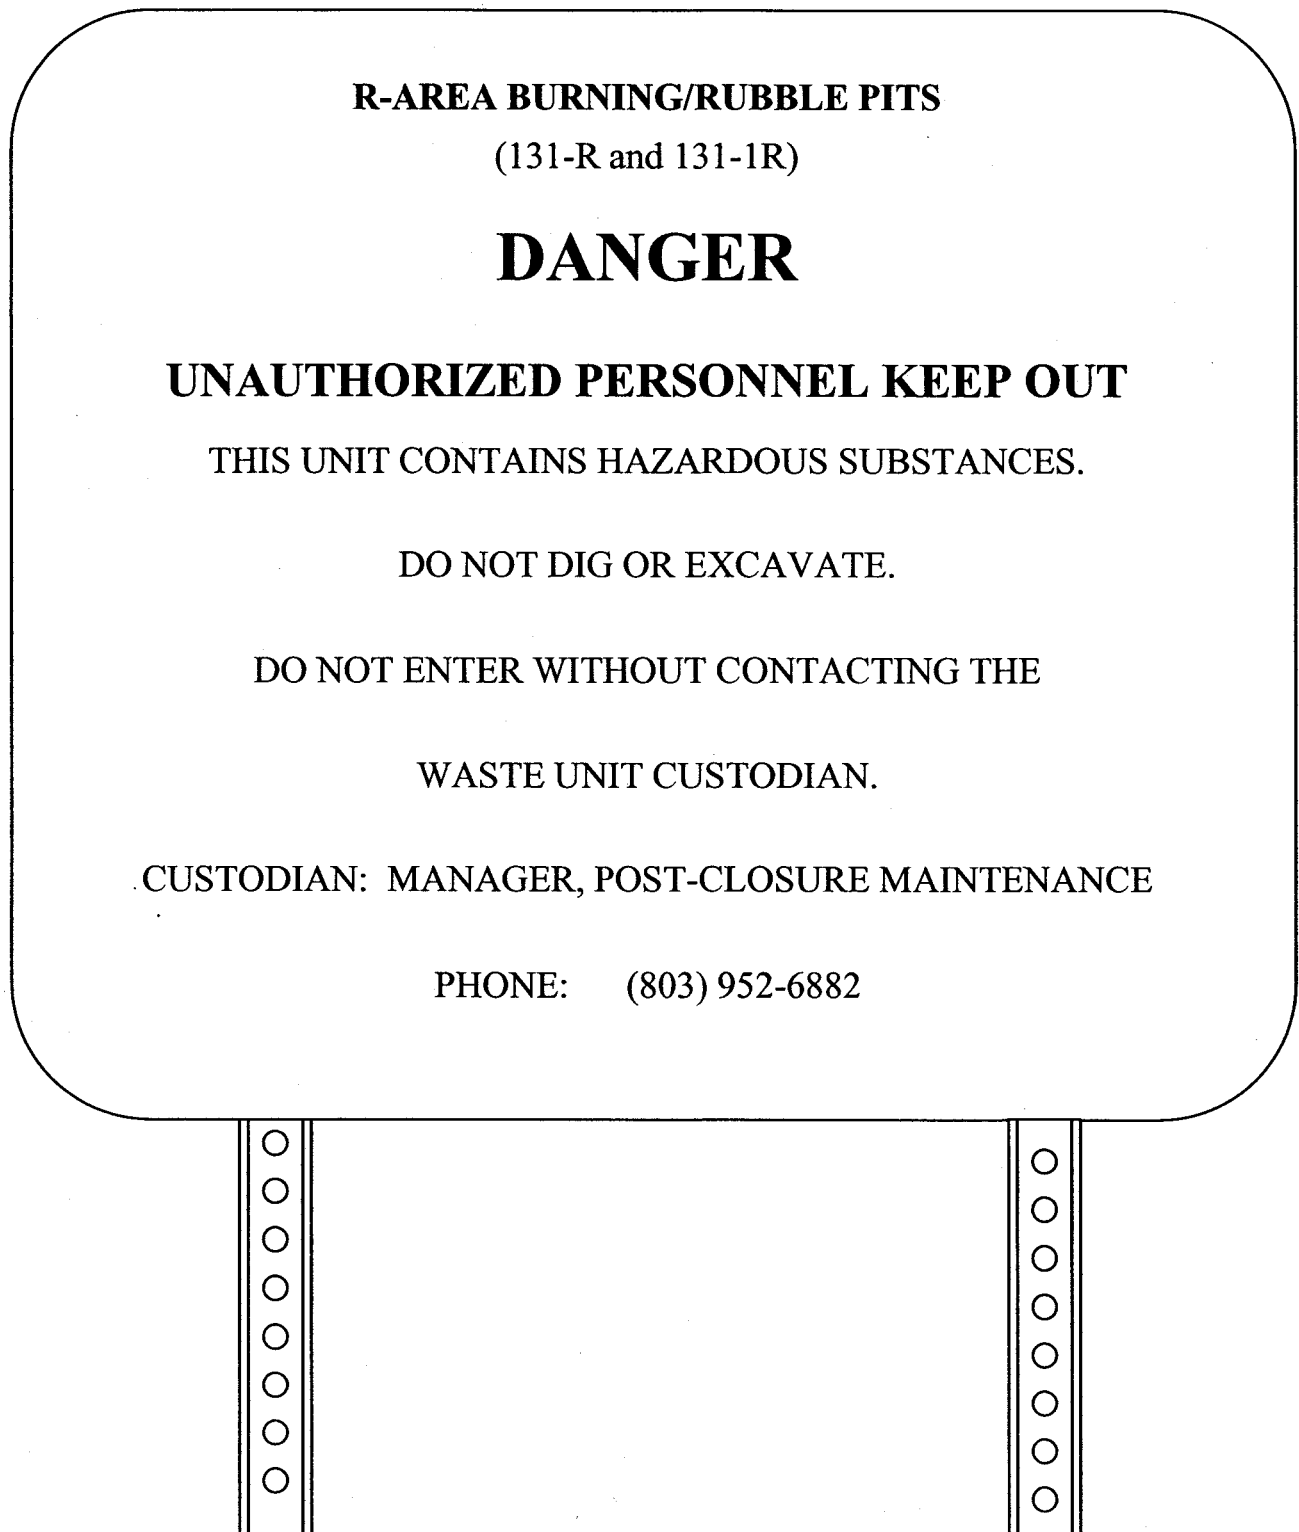 R-AREA BURNING/RUBBLE PITS
(131-R and 131-1R)
DANGER
UNAUTHORIZED PERSONNEL KEEP OUT
THIS UNIT CONTAINS HAZARDOUS SUBSTANCES.
DO NOT DIG OR EXCAVATE.
DO NOT ENTER WITHOUT CONTACTING THE
WASTE UNIT CUSTODIAN.
CUSTODIAN: MANAGER, POST-CLOSURE MAINTENANCE
PHONE: (803) 952-6882